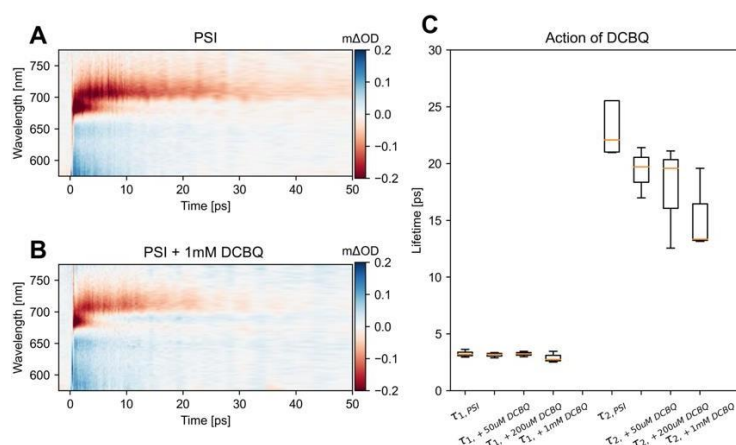 A
PSI
mΔOD
Wavelength [nm]
750
700
650
600
0.2
0.1
0.0
−0.1
−0.2
0
10
20
30
40
50
Time [ps]
B
PSI + 1mM DCBQ
mΔOD
Wavelength [nm]
750
700
650
600
0.2
0.1
0.0
−0.1
−0.2
0
10
20
30
40
50
Time [ps]
C
Action of DCBQ
Lifetime [ps]
30
25
20
15
10
5
0
τ1, PSI
τ1, + 50uM DCBQ
τ1, + 200uM DCBQ
τ1, + 1mM DCBQ
τ2, PSI
τ2, + 50uM DCBQ
τ2, + 200uM DCBQ
τ2, + 1mM DCBQ